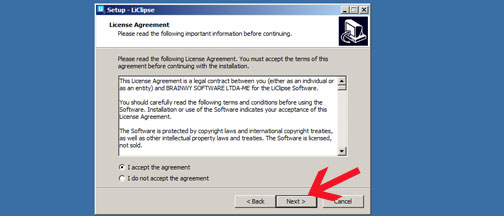 Setup - LiClipse
License Agreement
Please read the following important information before continuing.
Please read the following License Agreement. You must accept the terms of this
agreement before continuing with the installation.
This License Agreement is a legal contract between you (either as an individual or
as an entity) and BRAINWY SOFTWARE LTDA-ME for the LiClipse Software.
You should carefully read the following terms and conditions before using the
Software. Installation or use of the Software indicates your acceptance of this
License Agreement.
The Software is protected by copyright laws and international copyright treaties,
as well as other intellectual property laws and treaties. The Software is licensed,
not sold.
I accept the agreement
I do not accept the agreement
< Back Next > Cancel